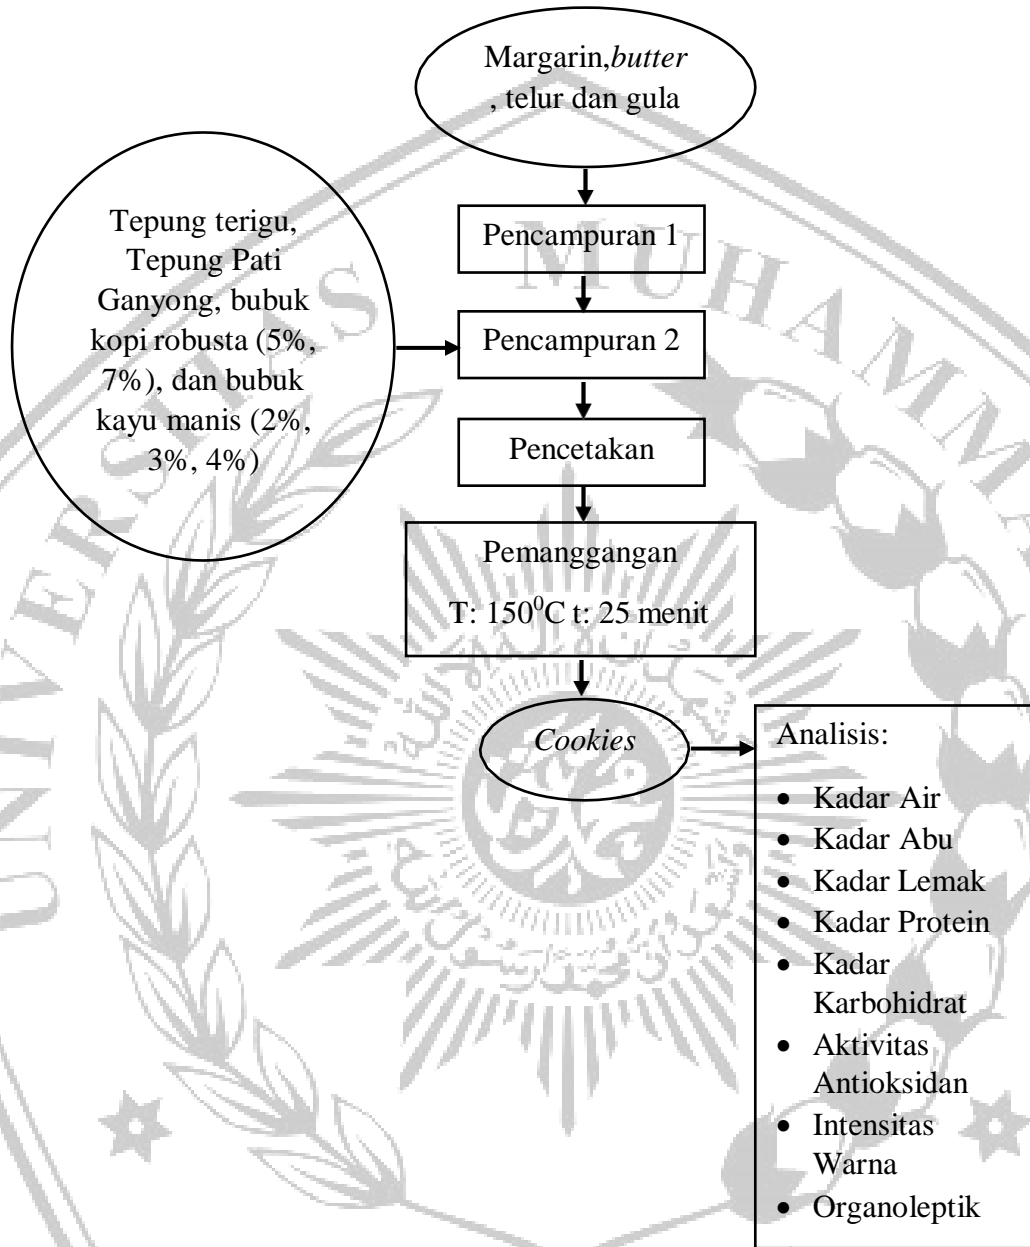 Margarin,butter
, telur dan gula
Tepung terigu,
Tepung Pati
Ganyong, bubuk
kopi robusta (5%,
7%), dan bubuk
kayu manis (2%,
3%, 4%)
Pencampuran 1
Pencampuran 2
Pencetakan
Pemanggangan
T: 150⁰C t: 25 menit
Cookies
Analisis:
• Kadar Air
• Kadar Abu
• Kadar Lemak
• Kadar Protein
• Kadar
Karbohidrat
• Aktivitas
Antioksidan
• Intensitas
Warna
• Organoleptik
UNIVERSITAS MUHAMMA